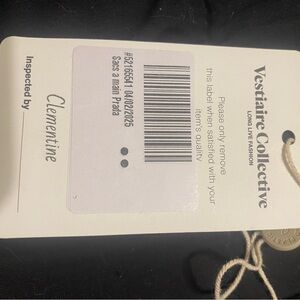 Vestiaire Collective
LONG LIVE FASHION
Please only remove
this label when satisfied with your
item's quality
#52166541 04/02/2025
Sacs à main Prada
Inspected by
Clementine